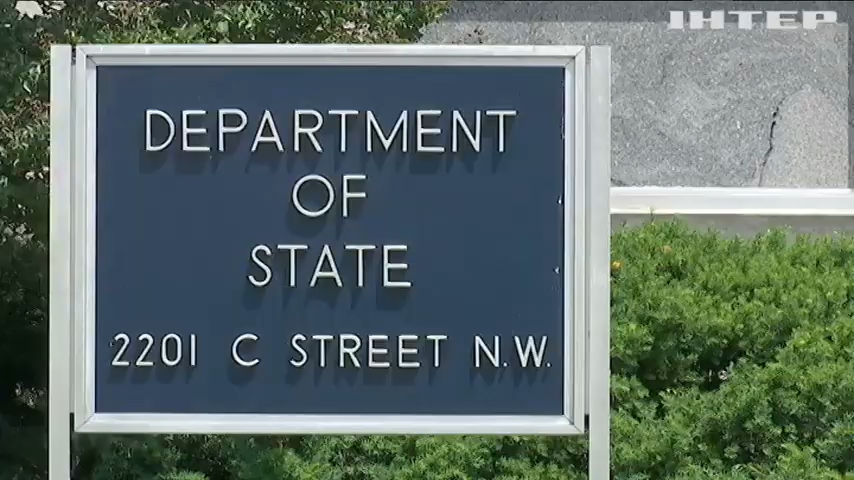 ІНТЕР
DEPARTMENT
OF
STATE
2201 C STREET N.W.